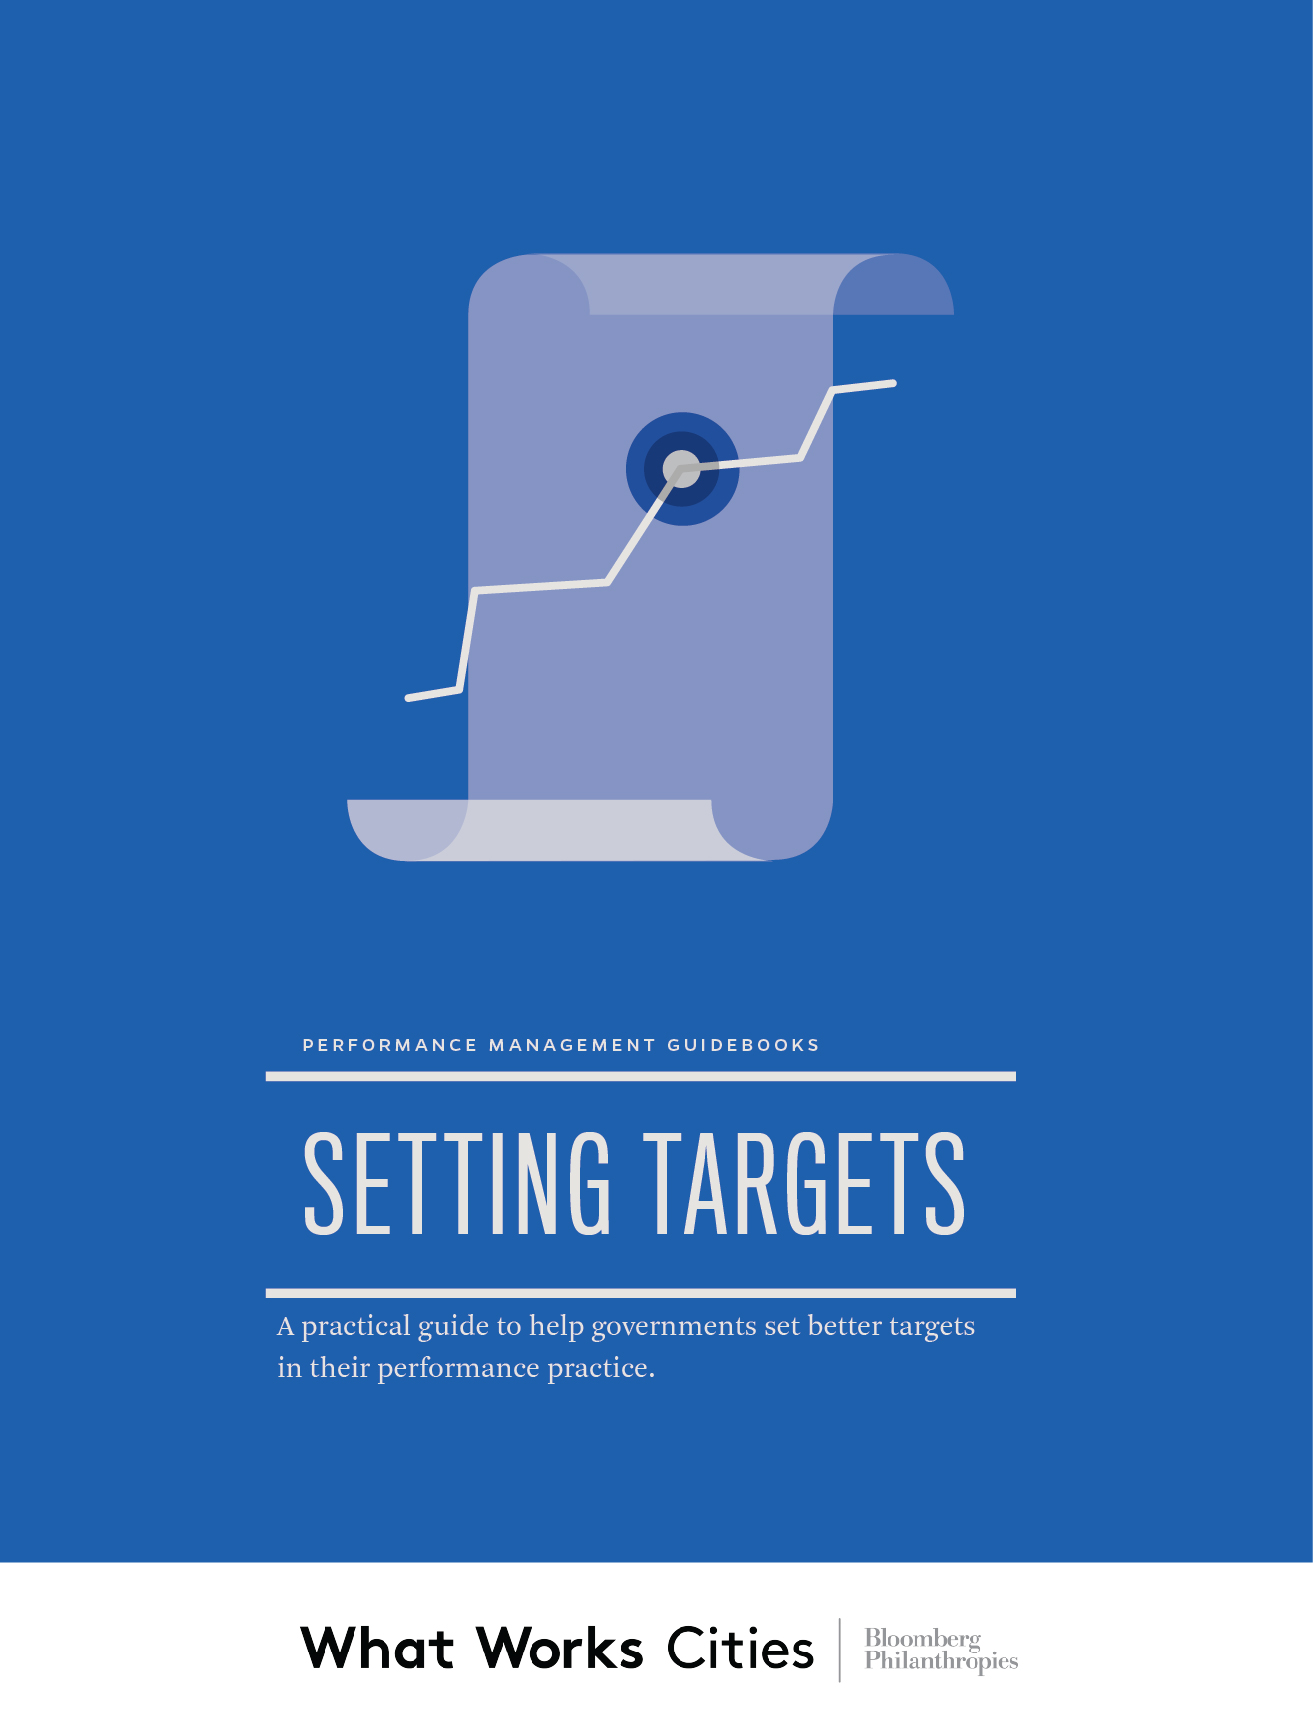 PERFORMANCE MANAGEMENT GUIDEBOOKS
SETTING TARGETS
A practical guide to help governments set better targets
in their performance practice.
What Works Cities
Bloomberg
Philanthropies